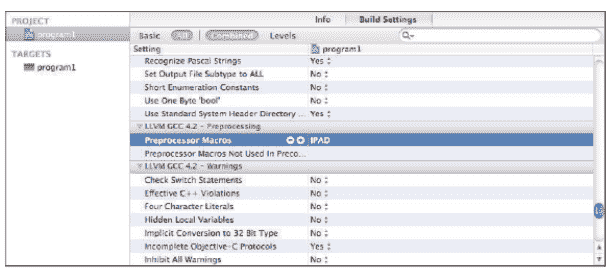 PROJECT
program1
TARGETS
program1
Info Build Settings
Basic All Combined Levels
Setting program1
Recognize Pascal Strings Yes
Set Output File Subtype to ALL No
Short Enumeration Constants No
Use One Byte 'bool' No
Use Standard System Header Directory ... Yes
LLVM GCC 4.2 - Preprocessing
Preprocessor Macros IPAD
Preprocessor Macros Not Used In Preco...
LLVM GCC 4.2 - Warnings
Check Switch Statements No
Effective C++ Violations No
Four Character Literals No
Hidden Local Variables No
Implicit Conversion to 32 Bit Type No
Incomplete Objective-C Protocols Yes
Inhibit All Warnings No